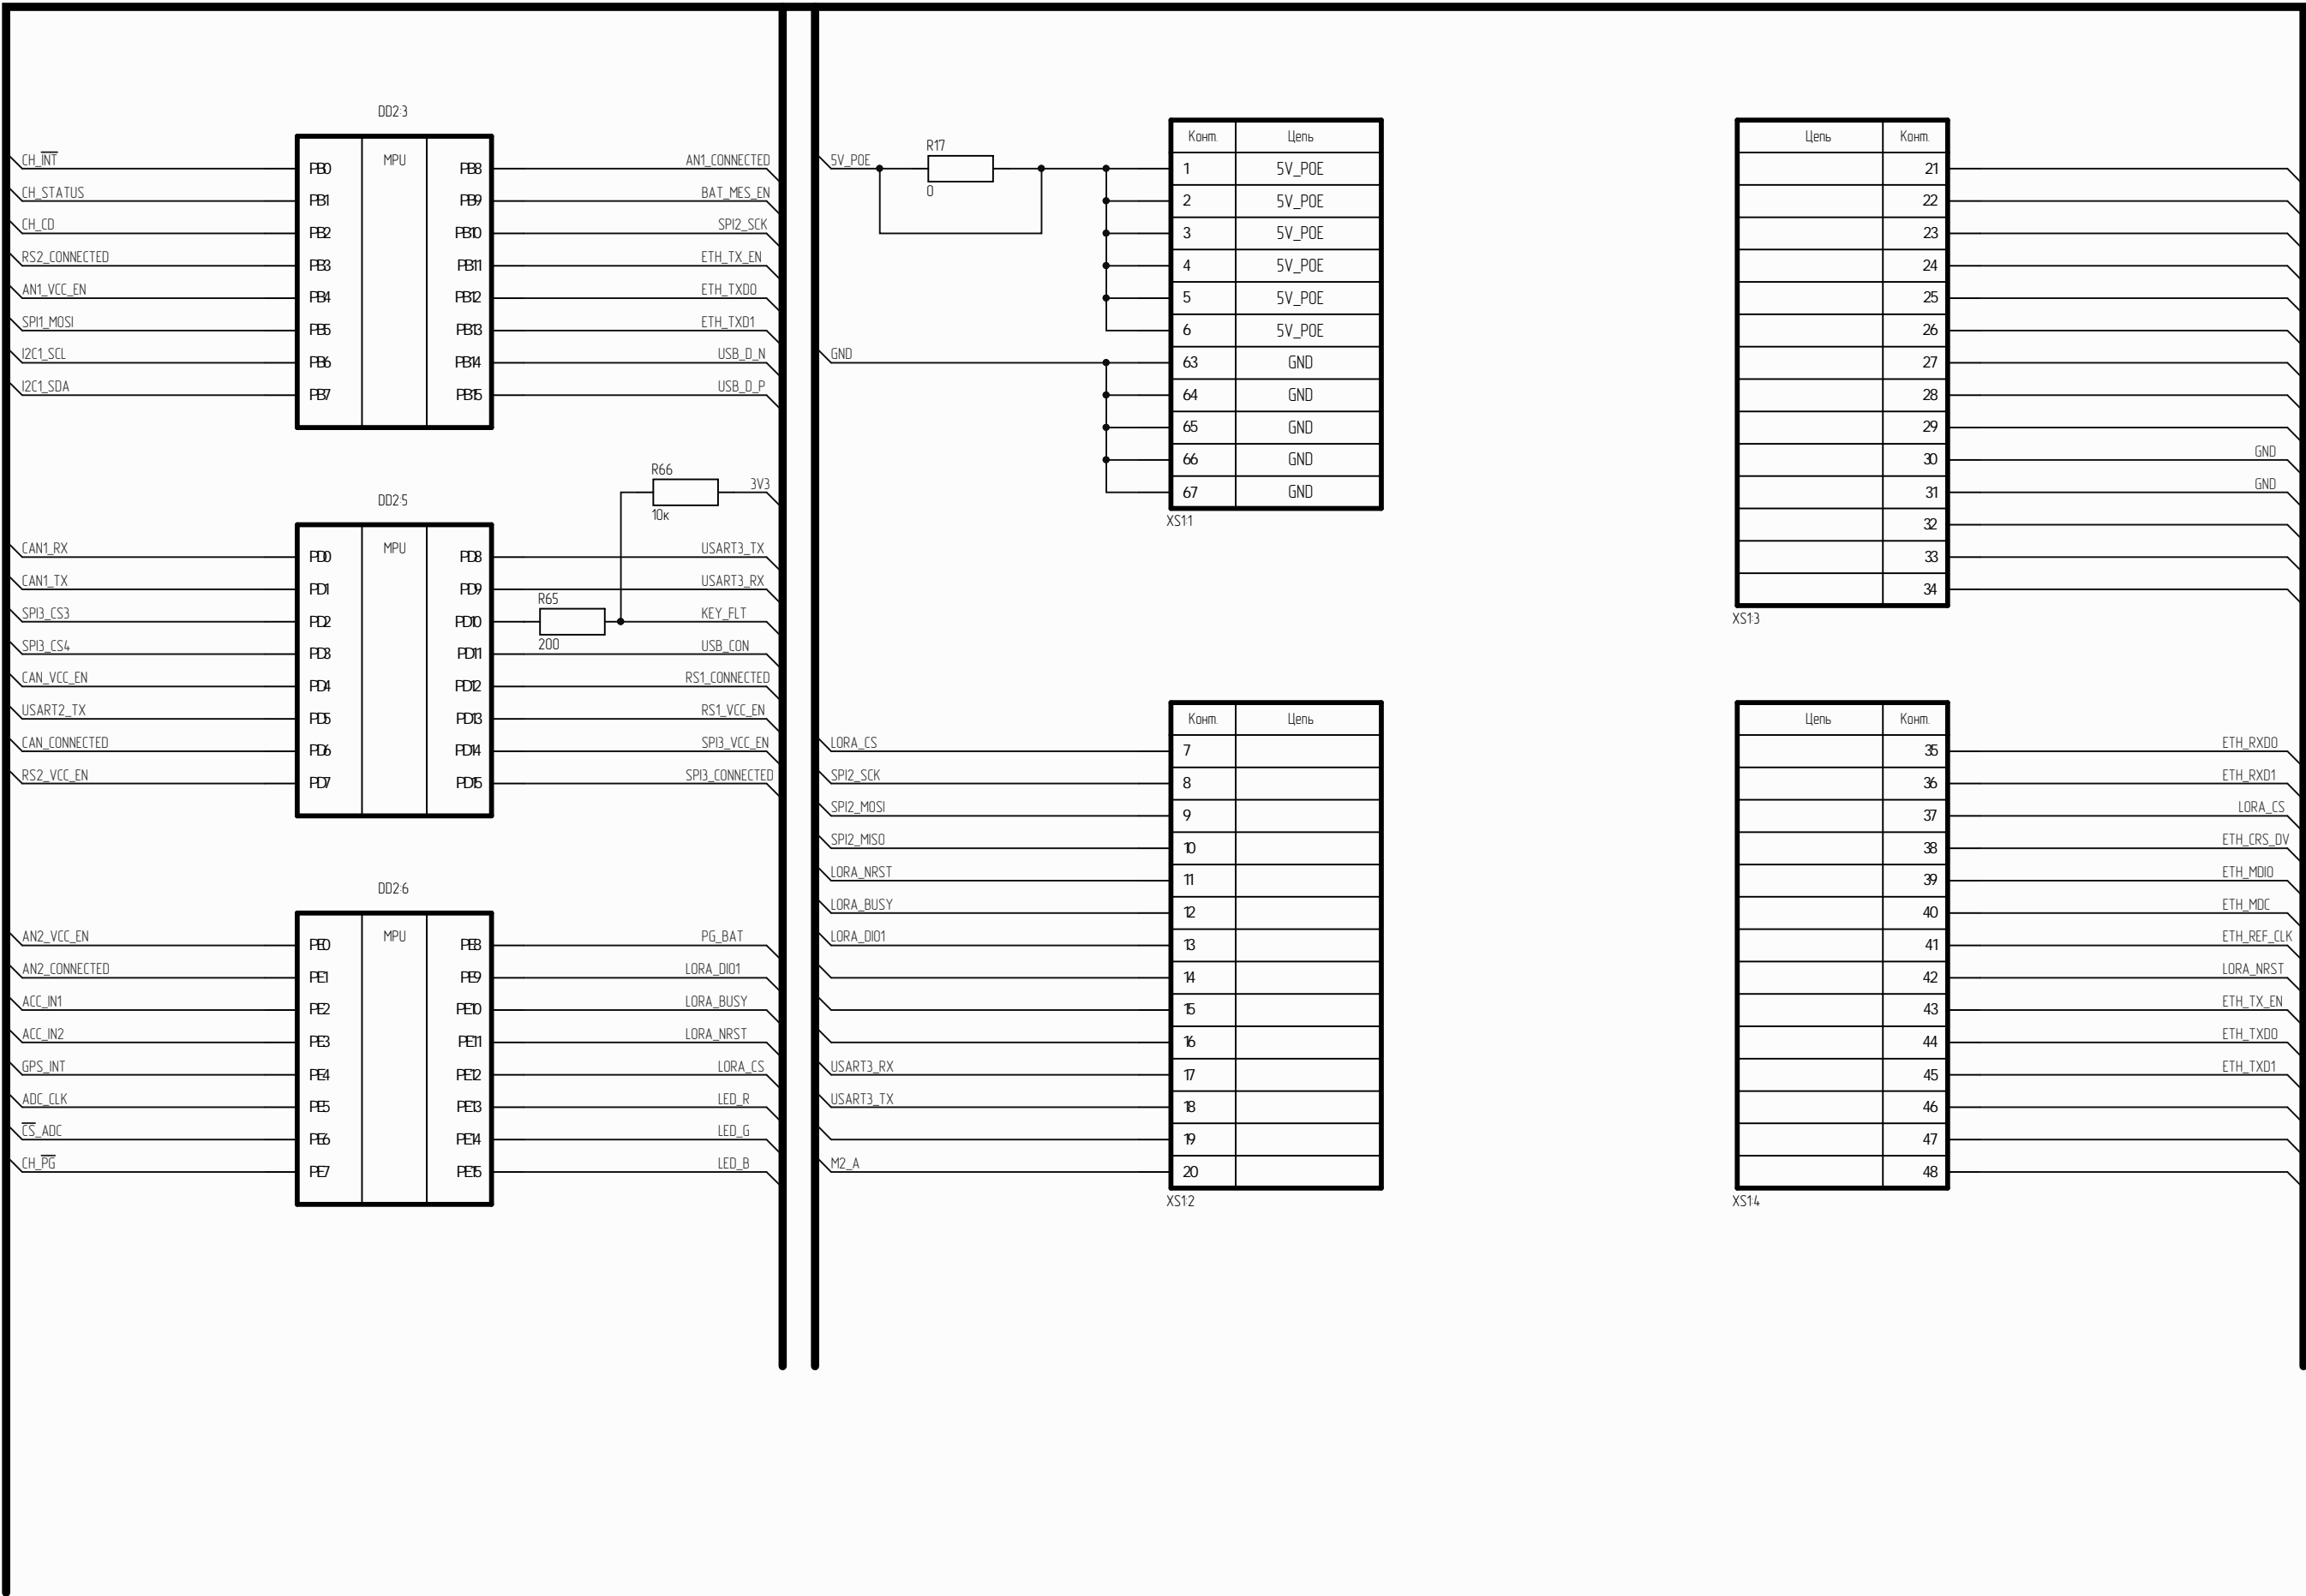 DD2:3
MPU
CH_INT PB0 PB8 AN1_CONNECTED
CH_STATUS PB1 PB9 BAT_MES_EN
CH_CD PB2 PB10 SPI2_SCK
RS2_CONNECTED PB3 PB11 ETH_TX_EN
AN1_VCC_EN PB4 PB12 ETH_TXD0
SPI1_MOSI PB5 PB13 ETH_TXD1
I2C1_SCL PB6 PB14 USB_D_N
I2C1_SDA PB7 PB15 USB_D_P
R66
3V3
10к
DD2:5
MPU
CAN1_RX PD0 PD8 USART3_TX
CAN1_TX PD1 PD9 USART3_RX
R65
SPI3_CS3 PD2 PD10 KEY_FLT
200
SPI3_CS4 PD3 PD11 USB_CON
CAN_VCC_EN PD4 PD12 RS1_CONNECTED
USART2_TX PD5 PD13 RS1_VCC_EN
CAN_CONNECTED PD6 PD14 SPI3_VCC_EN
RS2_VCC_EN PD7 PD15 SPI3_CONNECTED
DD2:6
MPU
AN2_VCC_EN PE0 PE8 PG_BAT
AN2_CONNECTED PE1 PE9 LORA_DIO1
ACC_IN1 PE2 PE10 LORA_BUSY
ACC_IN2 PE3 PE11 LORA_NRST
GPS_INT PE4 PE12 LORA_CS
ADC_CLK PE5 PE13 LED_R
CS_ADC PE6 PE14 LED_G
CH_PG PE7 PE15 LED_B
Конт. Цепь
R17
5V_POE 1 5V_POE
0
2 5V_POE
3 5V_POE
4 5V_POE
5 5V_POE
6 5V_POE
GND 63 GND
64 GND
65 GND
66 GND
67 GND
XS1:1
Конт. Цепь
LORA_CS 7
SPI2_SCK 8
SPI2_MOSI 9
SPI2_MISO 10
LORA_NRST 11
LORA_BUSY 12
LORA_DIO1 13
14
15
16
USART3_RX 17
USART3_TX 18
19
M2_A 20
XS1:2
Цепь Конт.
21
22
23
24
25
26
27
28
29
30 GND
31 GND
32
33
34
XS1:3
Цепь Конт.
35 ETH_RXD0
36 ETH_RXD1
37 LORA_CS
38 ETH_CRS_DV
39 ETH_MDIO
40 ETH_MDC
41 ETH_REF_CLK
42 LORA_NRST
43 ETH_TX_EN
44 ETH_TXD0
45 ETH_TXD1
46
47
48
XS1:4